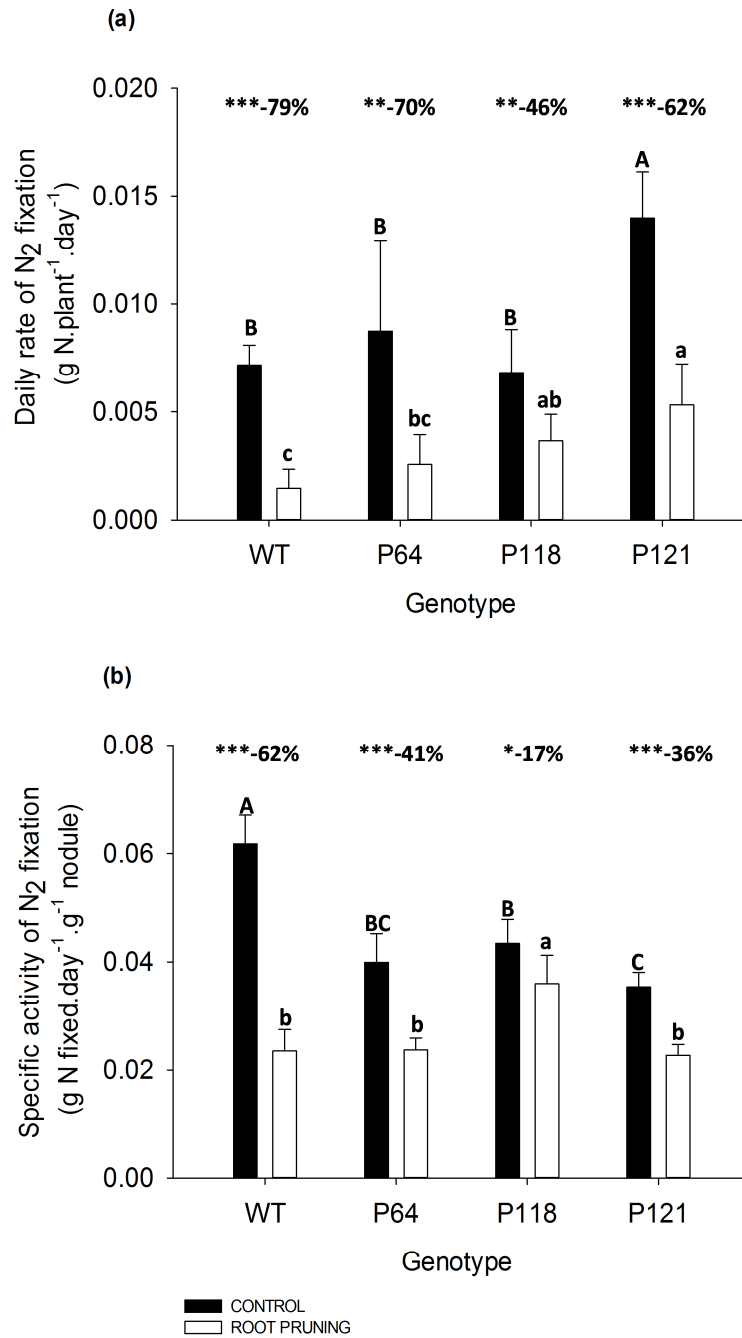 (a)
0.020
***-79% **-70% **-46% ***-62%
A
0.015
B
0.010
B
B
a
ab
0.005
bc
c
0.000
WT P64 P118 P121
Genotype
Daily rate of N2 fixation
(g N.plant-1.day-1)
(b)
0.08
***-62% ***-41% *-17% ***-36%
A
0.06
B
BC
a
C
0.04
b b b
0.02
0.00
WT P64 P118 P121
Genotype
Specific activity of N2 fixation
(g N fixed.day-1.g-1 nodule)
CONTROL
ROOT PRUNING